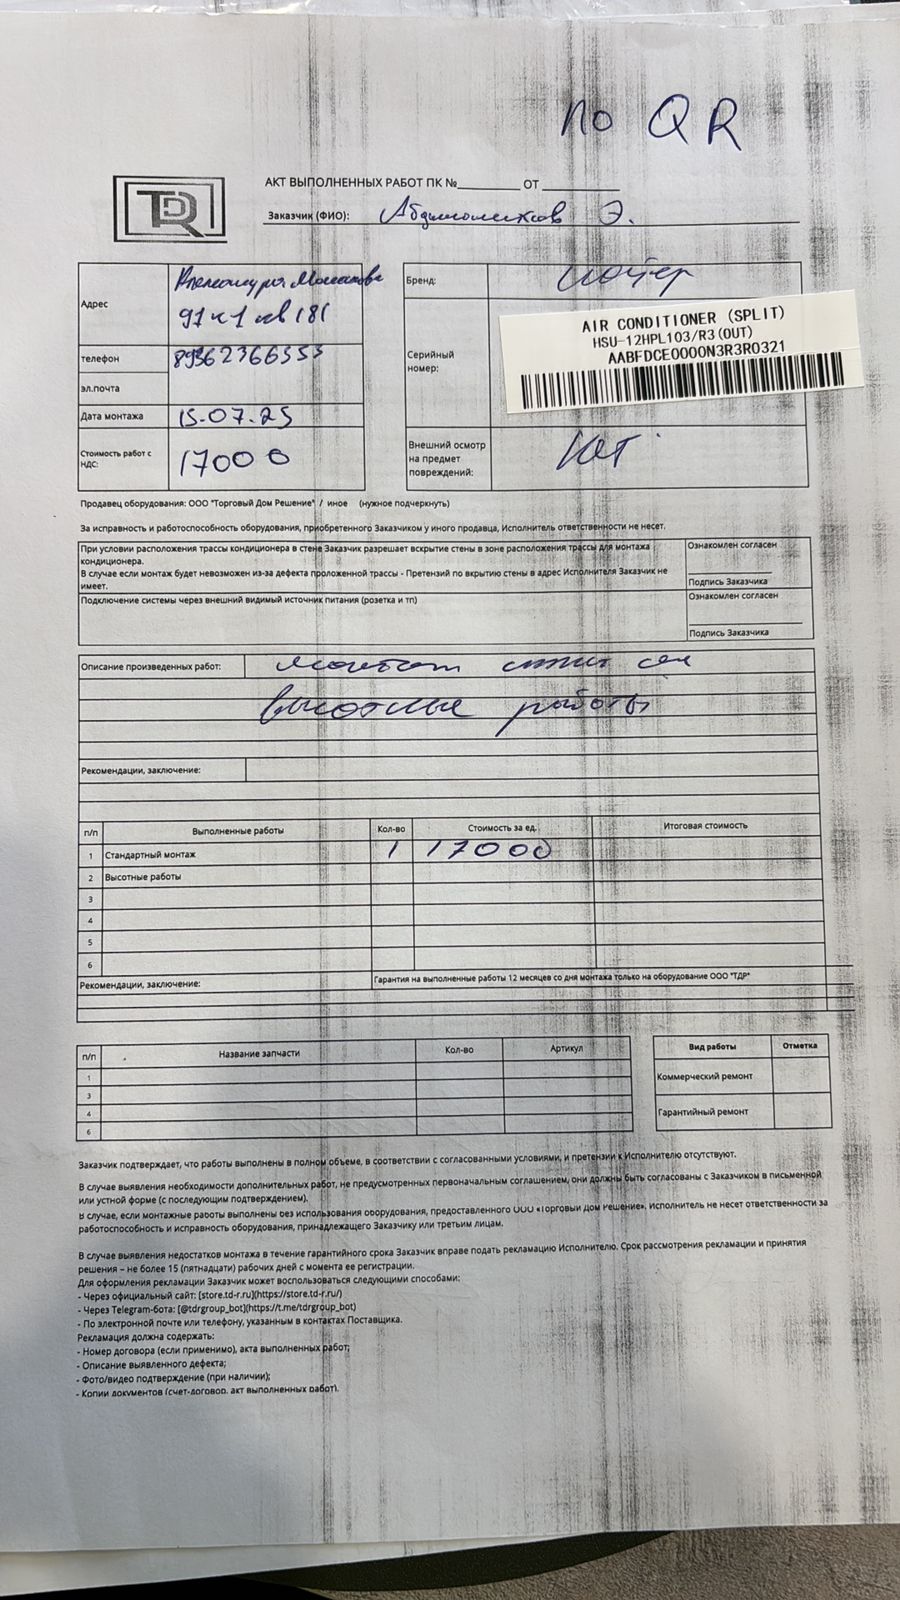 по QR
TDR
АКТ ВЫПОЛНЕННЫХ РАБОТ ПК №_________ ОТ ___________
Заказчик (ФИО): Э.
Адрес
Монахова
91 к 1 кв 181
телефон 89362366353
эл.почта
Дата монтажа 15.07.25
Стоимость работ с НДС: 17000
Бренд:
Серийный номер:
AIR CONDITIONER (SPLIT)
HSU-12HPL103/R3(OUT)
AABFDCE0000N3R3R0321
Внешний осмотр на предмет повреждений: Нет
Продавец оборудования: ООО "Торговый Дом Решение" / иное (нужное подчеркнуть)
За исправность и работоспособность оборудования, приобретенного Заказчиком у иного продавца, Исполнитель ответственности не несет.
При условии расположения трассы кондиционера в стене Заказчик разрешает вскрытие стены в зоне расположения трассы для монтажа
кондиционера.
В случае если монтаж будет невозможен из-за дефекта проложенной трассы - Претензий по вкрытию стены в адрес Исполнителя Заказчик не
имеет.
Ознакомлен согласен
Подпись Заказчика
Подключение системы через внешний видимый источник питания (розетка и тп)
Ознакомлен согласен
Подпись Заказчика
Описание произведенных работ: монтаж сплит сис
высотные работы
Рекомендации, заключение:
п/п Выполненные работы Кол-во Стоимость за ед. Итоговая стоимость
1 Стандартный монтаж 1 17000
2 Высотные работы
3
4
5
6
Рекомендации, заключение: Гарантия на выполненные работы 12 месяцев со дня монтажа только на оборудование ООО "ТДР"
п/п Название запчасти Кол-во Артикул
1
3
4
6
Вид работы Отметка
Коммерческий ремонт
Гарантийный ремонт
Заказчик подтверждает, что работы выполнены в полном объеме, в соответствии с согласованными условиями, и претензии к Исполнителю отсутствуют.
В случае выявления необходимости дополнительных работ, не предусмотренных первоначальным соглашением, они должны быть согласованы с Заказчиком в письменной
или устной форме (с последующим подтверждением).
В случае, если монтажные работы выполнены без использования оборудования, предоставленного ООО «Торговый Дом Решение», Исполнитель не несет ответственности за
работоспособность и исправность оборудования, принадлежащего Заказчику или третьим лицам.
В случае выявления недостатков монтажа в течение гарантийного срока Заказчик вправе подать рекламацию Исполнителю. Срок рассмотрения рекламации и принятия
решения – не более 15 (пятнадцати) рабочих дней с момента ее регистрации.
Для оформления рекламации Заказчик может воспользоваться следующими способами:
- Через официальный сайт: [store.td-r.ru](https://store.td-r.ru/)
- Через Telegram-бота: [@tdrgroup_bot](https://t.me/tdrgroup_bot)
- По электронной почте или телефону, указанным в контактах Поставщика.
Рекламация должна содержать:
- Номер договора (если применимо), акта выполненных работ;
- Описание выявленного дефекта;
- Фото/видео подтверждение (при наличии);
- Копии документов (счет-договор, акт выполненных работ).